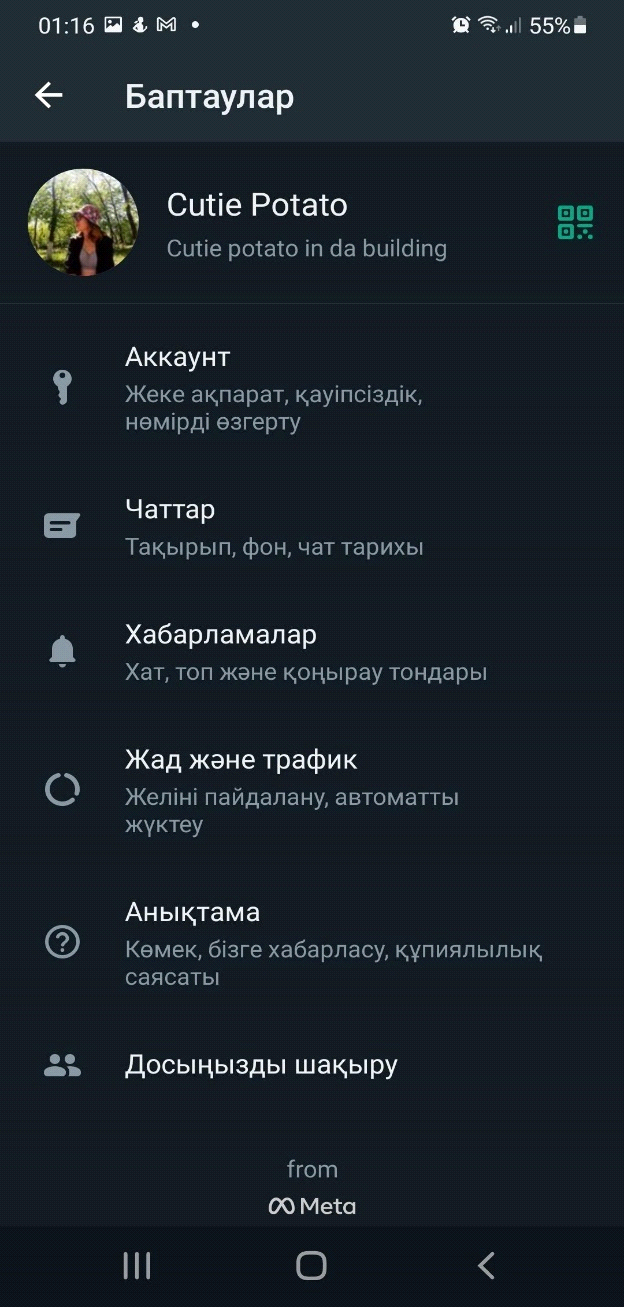 01:16
55%
Баптаулар
Cutie Potato
Cutie potato in da building
Аккаунт
Жеке ақпарат, қауіпсіздік,
нөмірді өзгерту
Чаттар
Тақырып, фон, чат тарихы
Хабарламалар
Хат, топ және қоңырау тондары
Жад және трафик
Желіні пайдалану, автоматты
жүктеу
Анықтама
Көмек, бізге хабарласу, құпиялылық
саясаты
Досыңызды шақыру
from
Meta